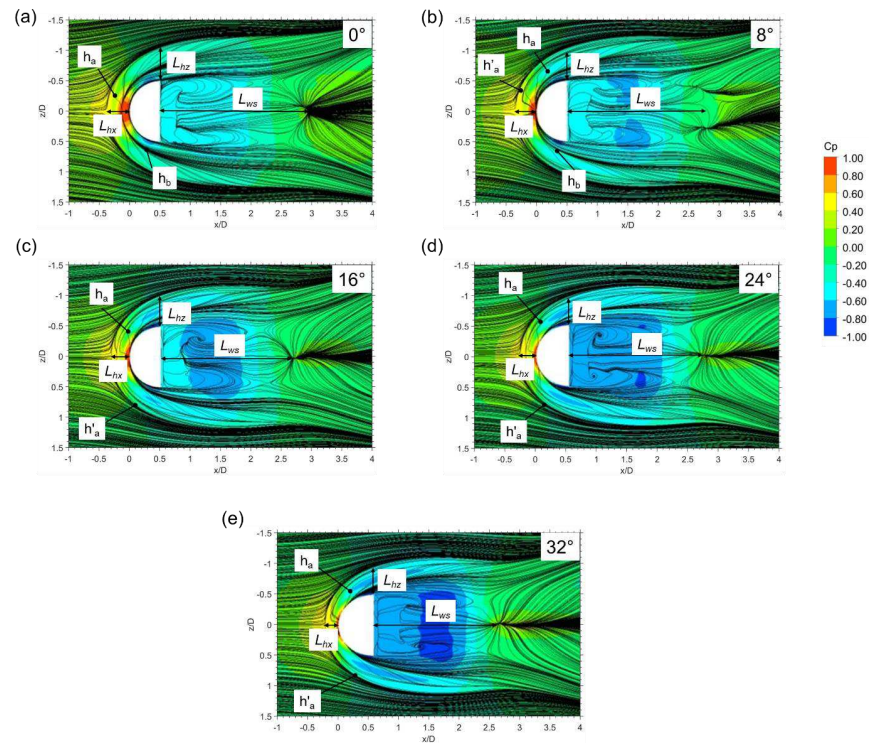 (a)
0°
h_a
L_hz
L_ws
L_hx
h_b
z/D
-1.5
-1
-0.5
0
0.5
1
1.5
-1 -0.5 0 0.5 1 1.5 2 2.5 3 3.5 4
x/D
(b)
8°
h_a
h'_a
L_hz
L_ws
L_hx
h_b
z/D
-1.5
-1
-0.5
0
0.5
1
1.5
-1 -0.5 0 0.5 1 1.5 2 2.5 3 3.5 4
x/D
Cp
1.00
0.80
0.60
0.40
0.20
0.00
-0.20
-0.40
-0.60
-0.80
-1.00
(c)
16°
h_a
L_hz
L_ws
L_hx
h'_a
z/D
-1.5
-1
-0.5
0
0.5
1
1.5
-1 -0.5 0 0.5 1 1.5 2 2.5 3 3.5 4
x/D
(d)
24°
h_a
L_hz
L_ws
L_hx
h'_a
z/D
-1.5
-1
-0.5
0
0.5
1
1.5
-1 -0.5 0 0.5 1 1.5 2 2.5 3 3.5 4
x/D
(e)
32°
h_a
L_hz
L_ws
L_hx
h'_a
z/D
-1.5
-1
-0.5
0
0.5
1
1.5
-1 -0.5 0 0.5 1 1.5 2 2.5 3 3.5 4
x/D